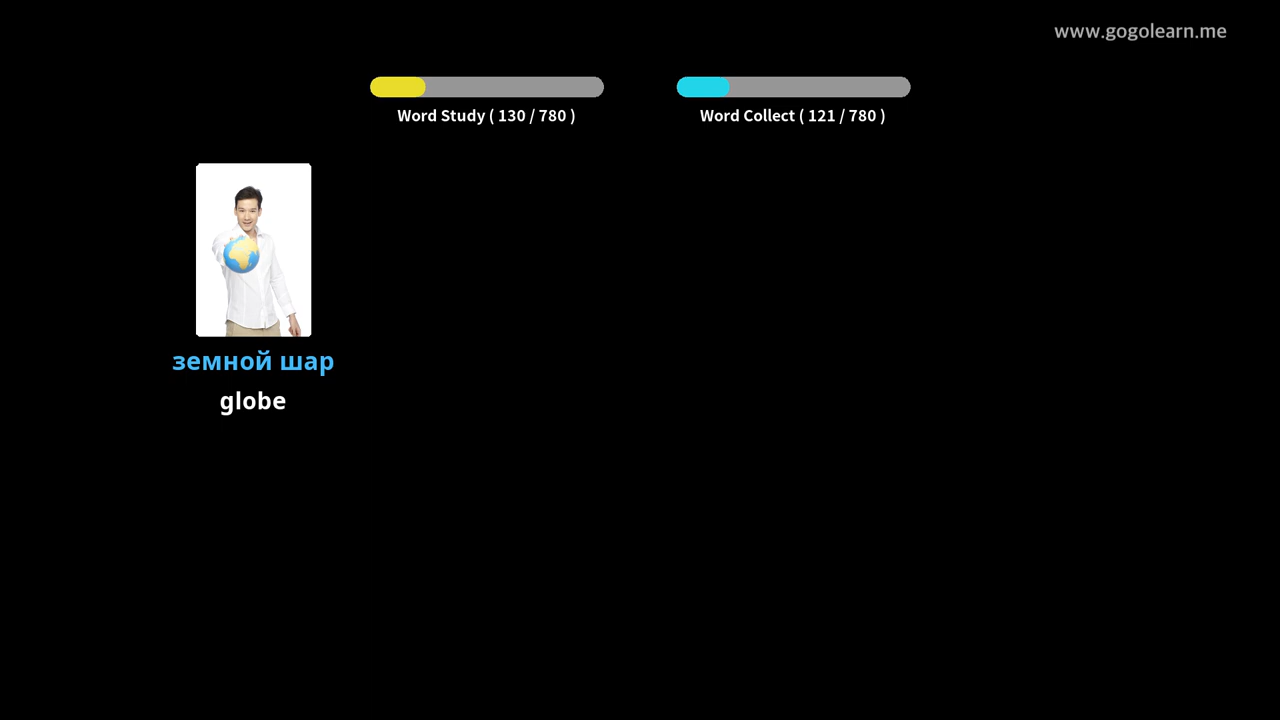 www.gogolearn.me
Word Study ( 130 / 780 )
Word Collect ( 121 / 780 )
земной шар
globe